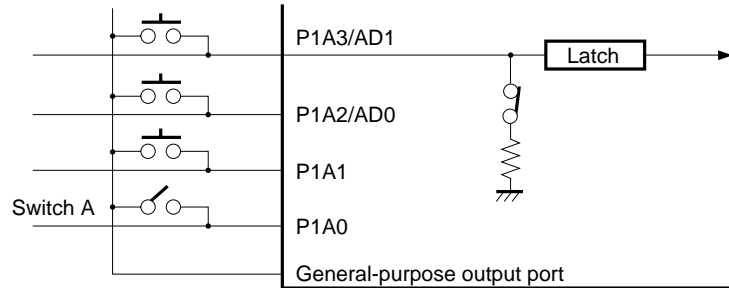 P1A3/AD1
Latch
P1A2/AD0
P1A1
Switch A
P1A0
General-purpose output port